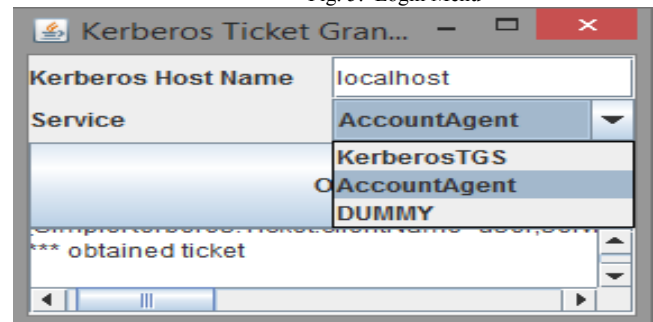 Kerberos Ticket Gran...
Kerberos Host Name localhost
Service AccountAgent
KerberosTGS
AccountAgent
DUMMY
*** obtained ticket